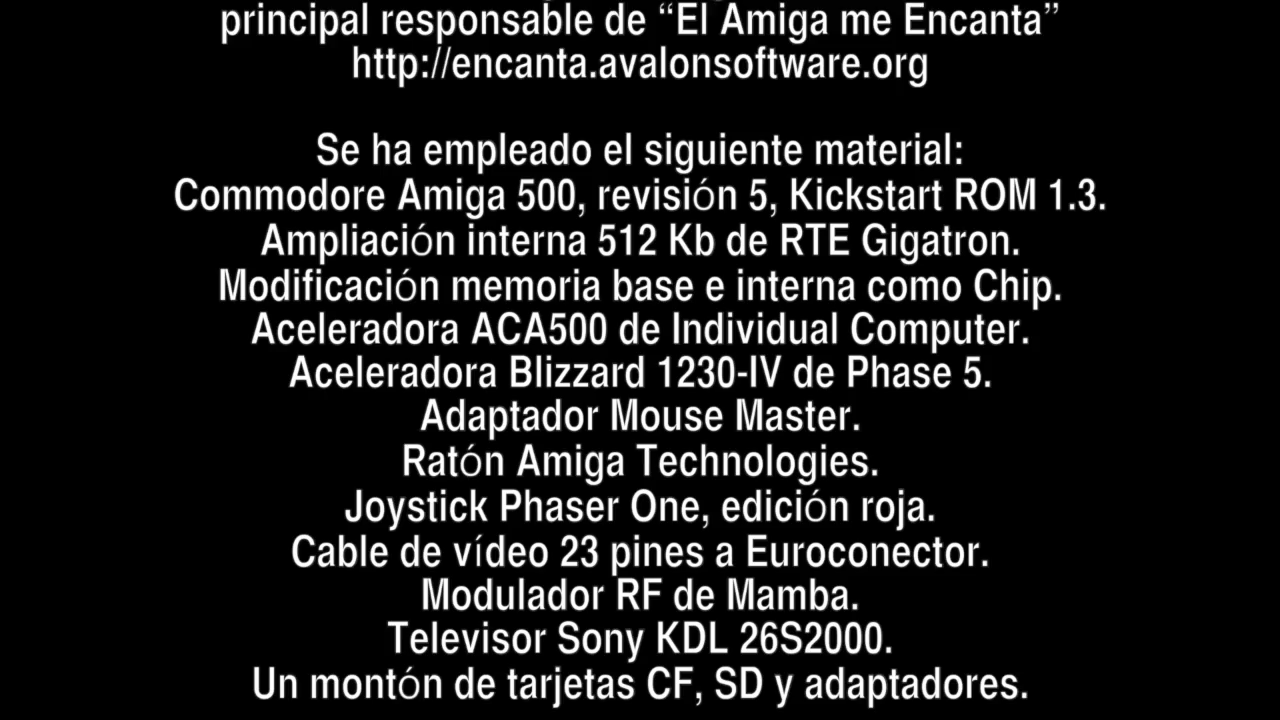 principal responsable de “El Amiga me Encanta”
http://encanta.avalonsoftware.org
Se ha empleado el siguiente material:
Commodore Amiga 500, revisión 5, Kickstart ROM 1.3.
Ampliación interna 512 Kb de RTE Gigatron.
Modificación memoria base e interna como Chip.
Aceleradora ACA500 de Individual Computer.
Aceleradora Blizzard 1230-IV de Phase 5.
Adaptador Mouse Master.
Ratón Amiga Technologies.
Joystick Phaser One, edición roja.
Cable de vídeo 23 pines a Euroconector.
Modulador RF de Mamba.
Televisor Sony KDL 26S2000.
Un montón de tarjetas CF, SD y adaptadores.